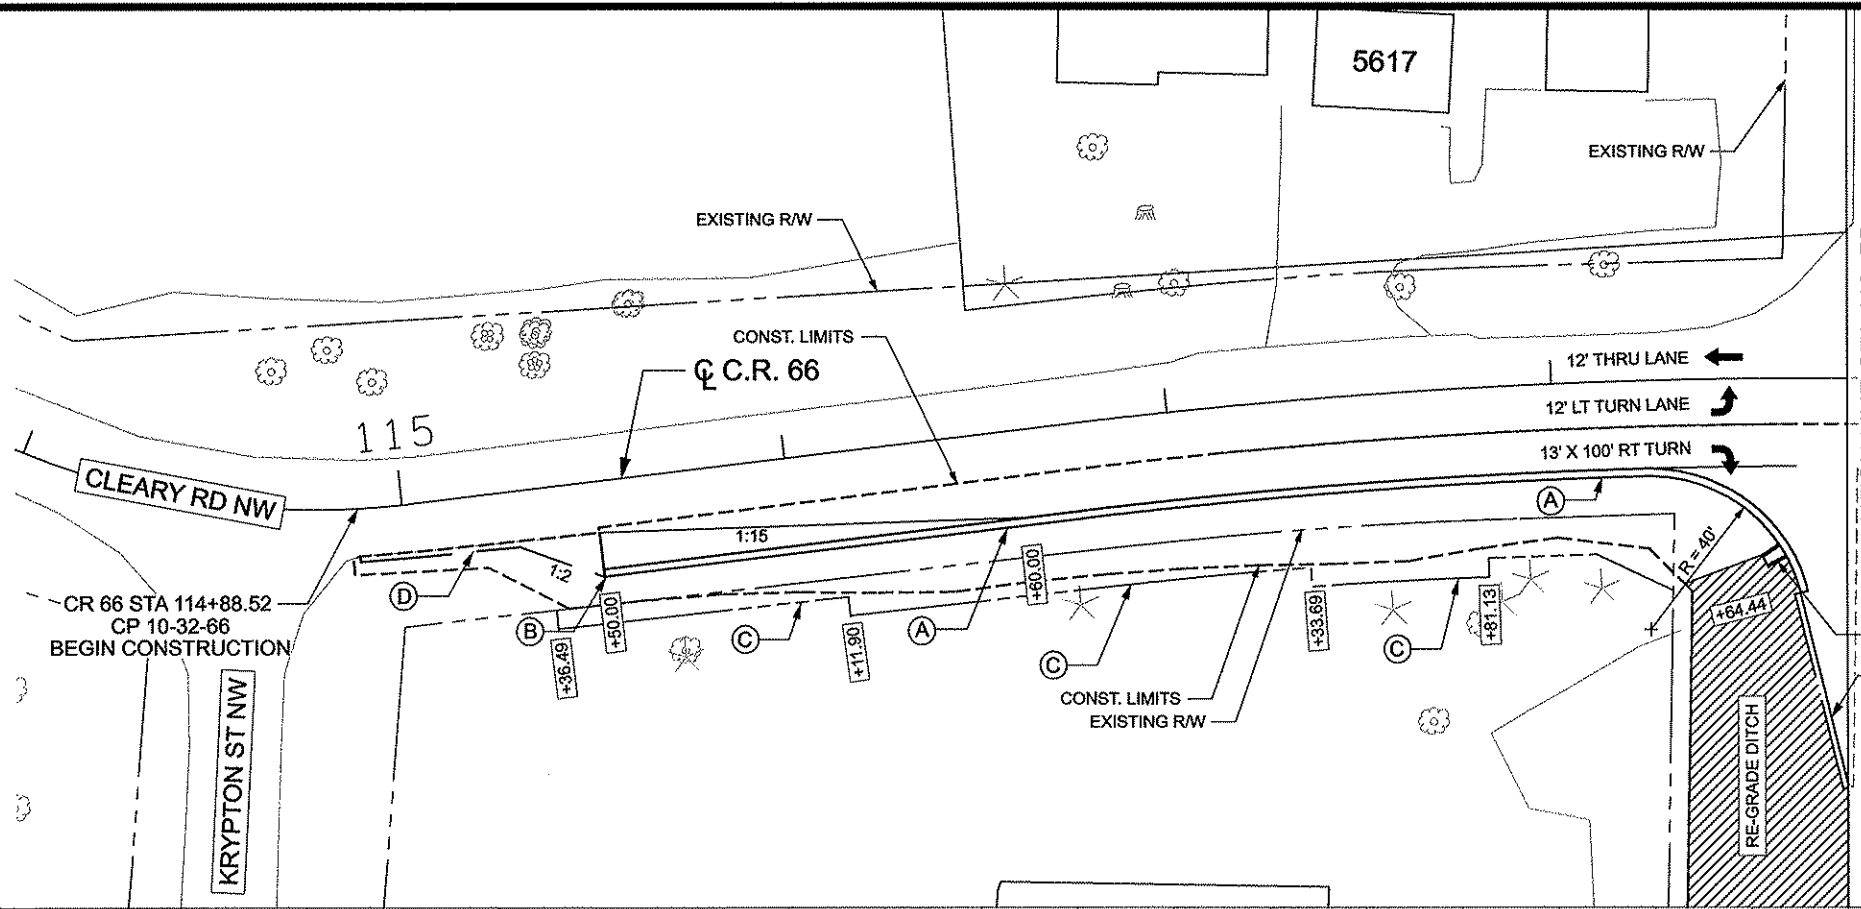 5617
EXISTING R/W
EXISTING R/W
CONST. LIMITS
℄ C.R. 66
12' THRU LANE
12' LT TURN LANE
13' X 100' RT TURN
115
CLEARY RD NW
1:15
1:2
A
A
B
C
C
C
D
R = 40'
CR 66 STA 114+88.52
CP 10-32-66
BEGIN CONSTRUCTION
+36.49
+50.00
+11.90
+60.00
+33.69
+81.13
+64.44
CONST. LIMITS
EXISTING R/W
KRYPTON ST NW
RE-GRADE DITCH